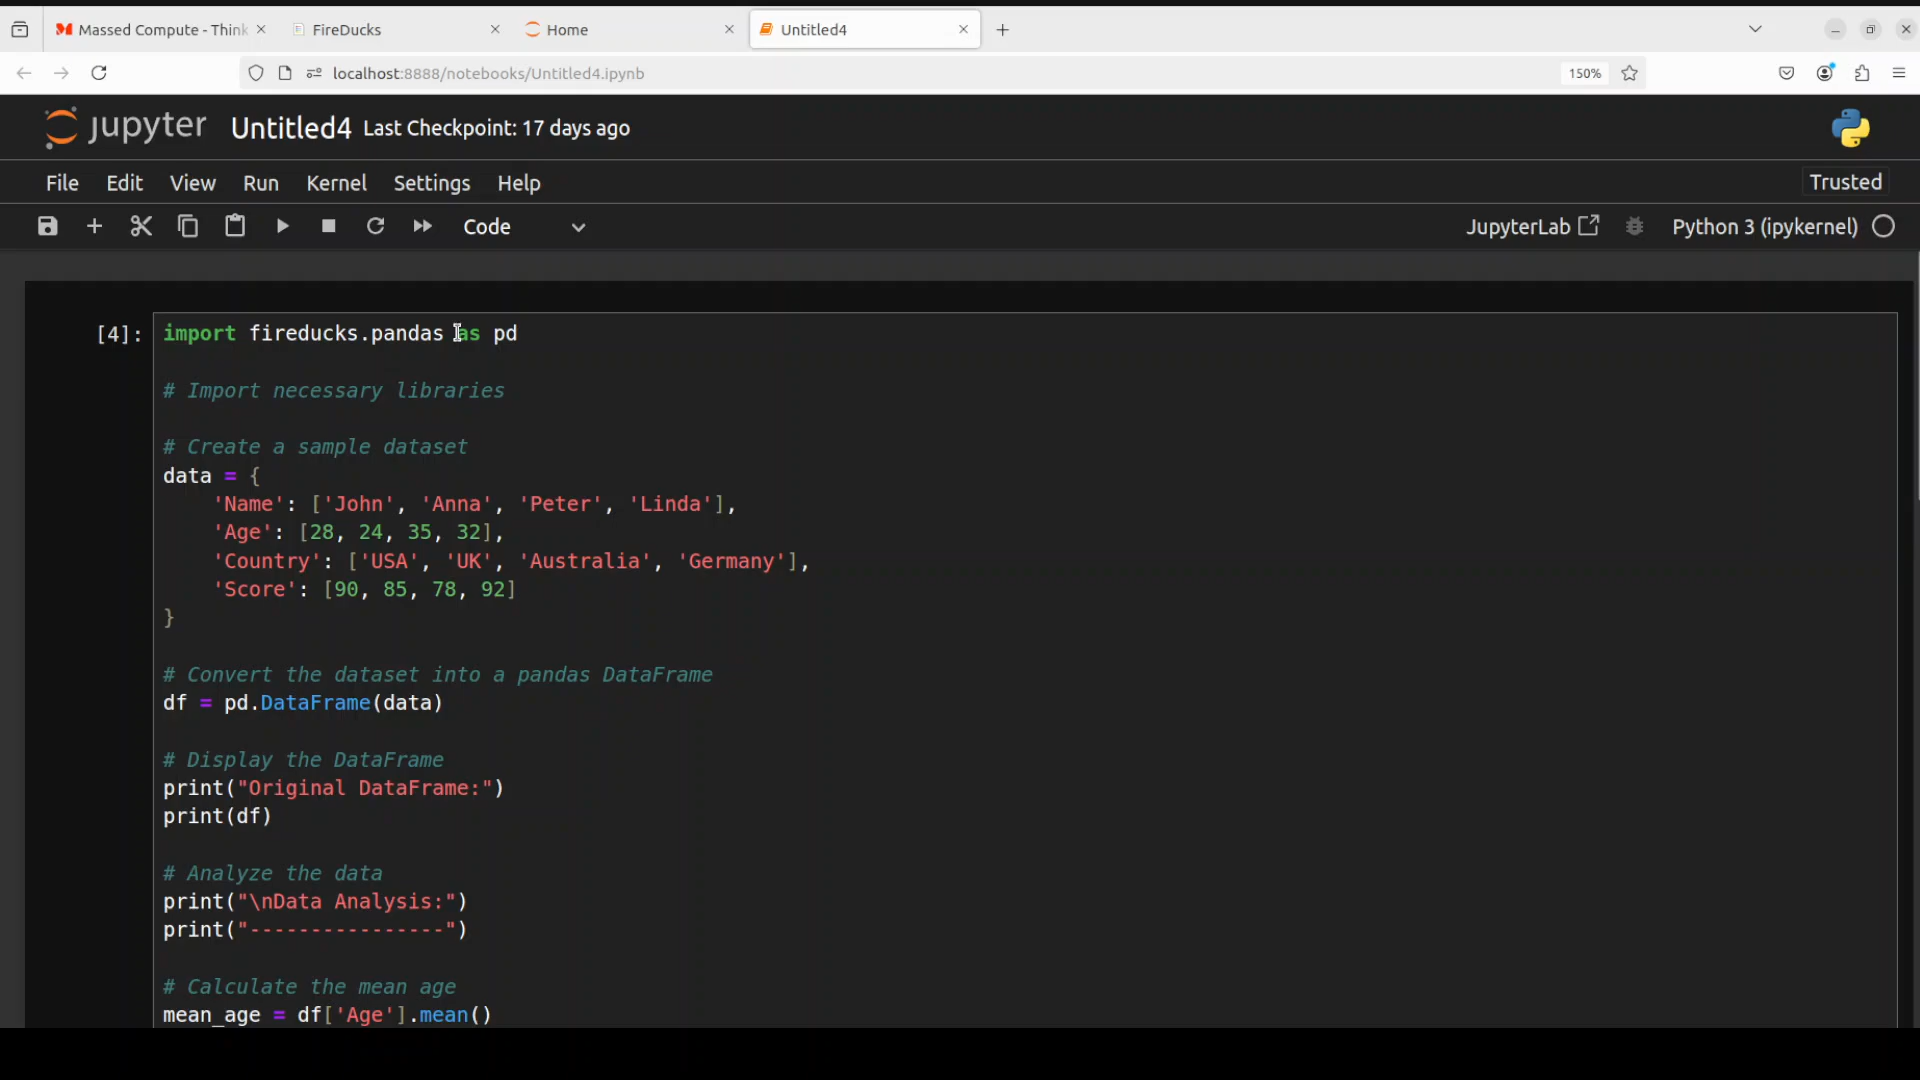 Massed Compute - Think
FireDucks
Home
Untitled4
localhost:8888/notebooks/Untitled4.ipynb
150%
jupyter Untitled4 Last Checkpoint: 17 days ago
File Edit View Run Kernel Settings Help
Trusted
Code
JupyterLab
Python 3 (ipykernel)
[4]:
import fireducks.pandas as pd
# Import necessary libraries
# Create a sample dataset
data = {
'Name': ['John', 'Anna', 'Peter', 'Linda'],
'Age': [28, 24, 35, 32],
'Country': ['USA', 'UK', 'Australia', 'Germany'],
'Score': [90, 85, 78, 92]
}
# Convert the dataset into a pandas DataFrame
df = pd.DataFrame(data)
# Display the DataFrame
print("Original DataFrame:")
print(df)
# Analyze the data
print("\nData Analysis:")
print("----------------")
# Calculate the mean age
mean_age = df['Age'].mean()